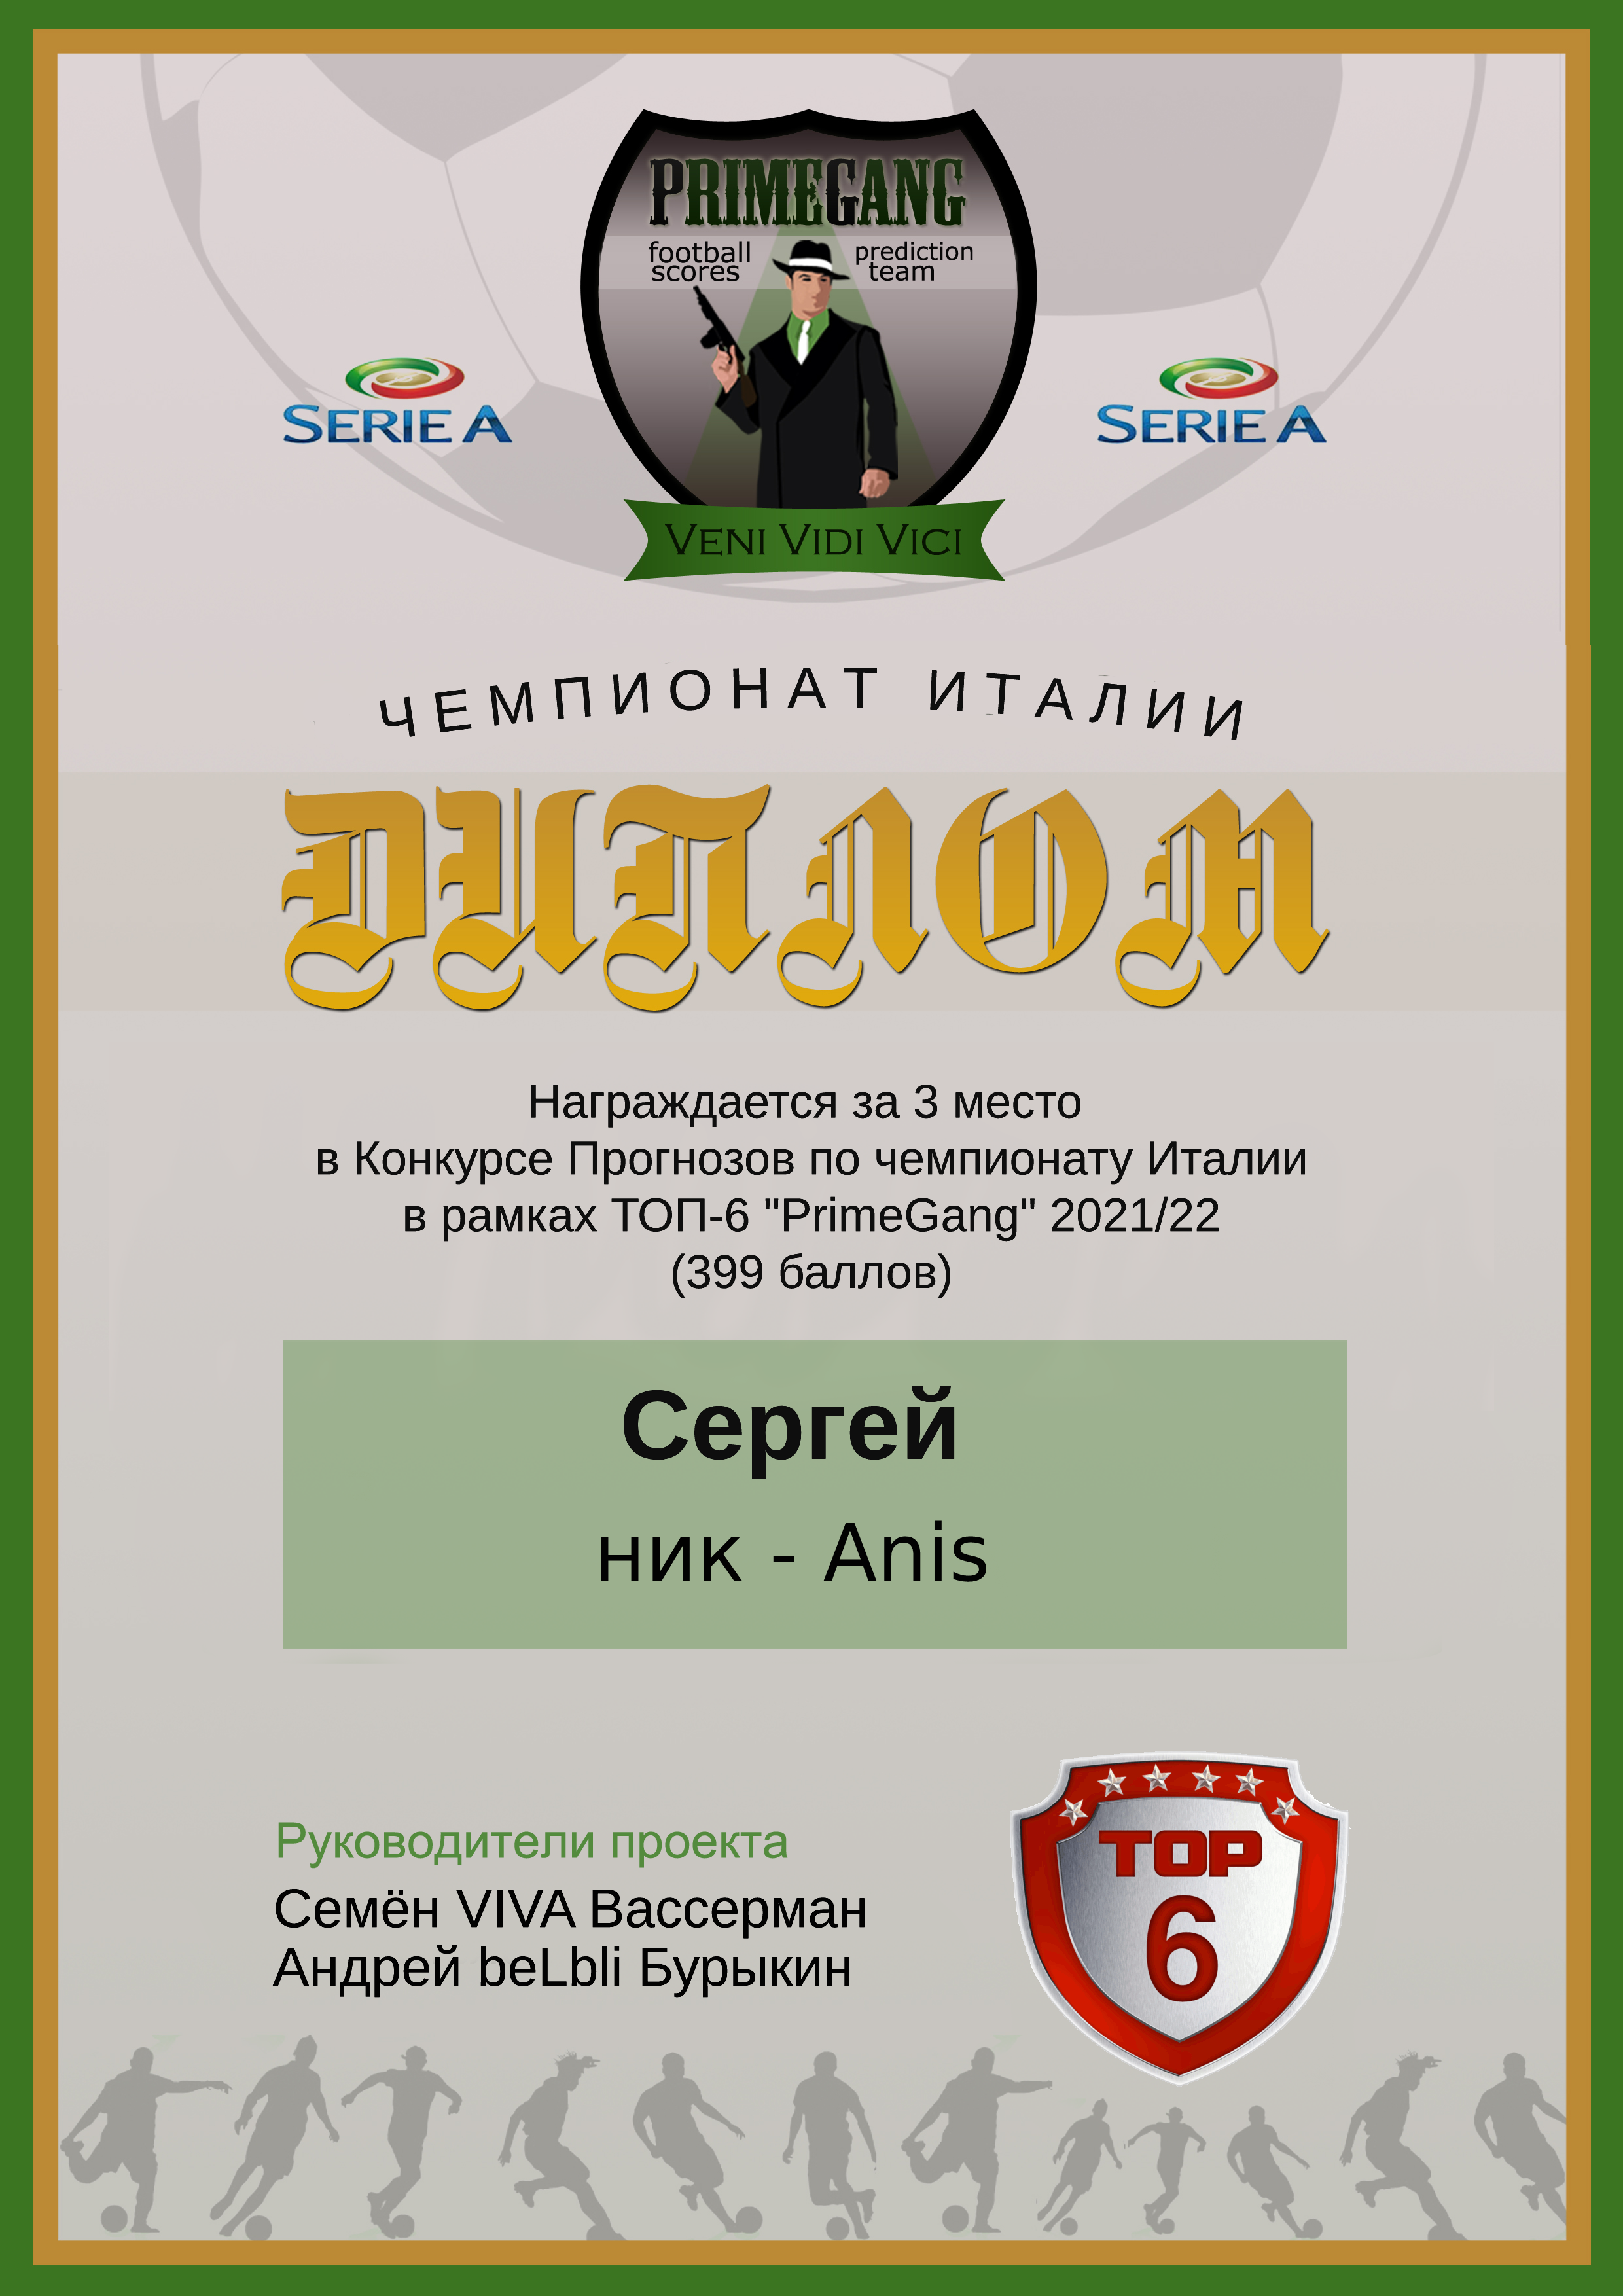 PRIMEGANG
football scores
prediction team
SERIE A
SERIE A
VENI VIDI VICI
ЧЕМПИОНАТ ИТАЛИИ
ДИПЛОМ
Награждается за 3 место
в Конкурсе Прогнозов по чемпионату Италии
в рамках ТОП-6 "PrimeGang" 2021/22
(399 баллов)
Сергей
ник - Anis
Руководители проекта
Семён VIVA Вассерман
Андрей beLbli Бурыкин
TOP
6